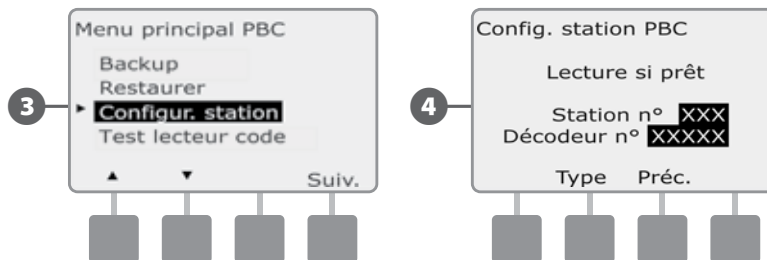 3
Menu principal PBC
Backup
Restaurer
Configur. station
Test lecteur code
Suiv.
4
Config. station PBC
Lecture si prêt
Station n° XXX
Décodeur n° XXXXX
Type Préc.